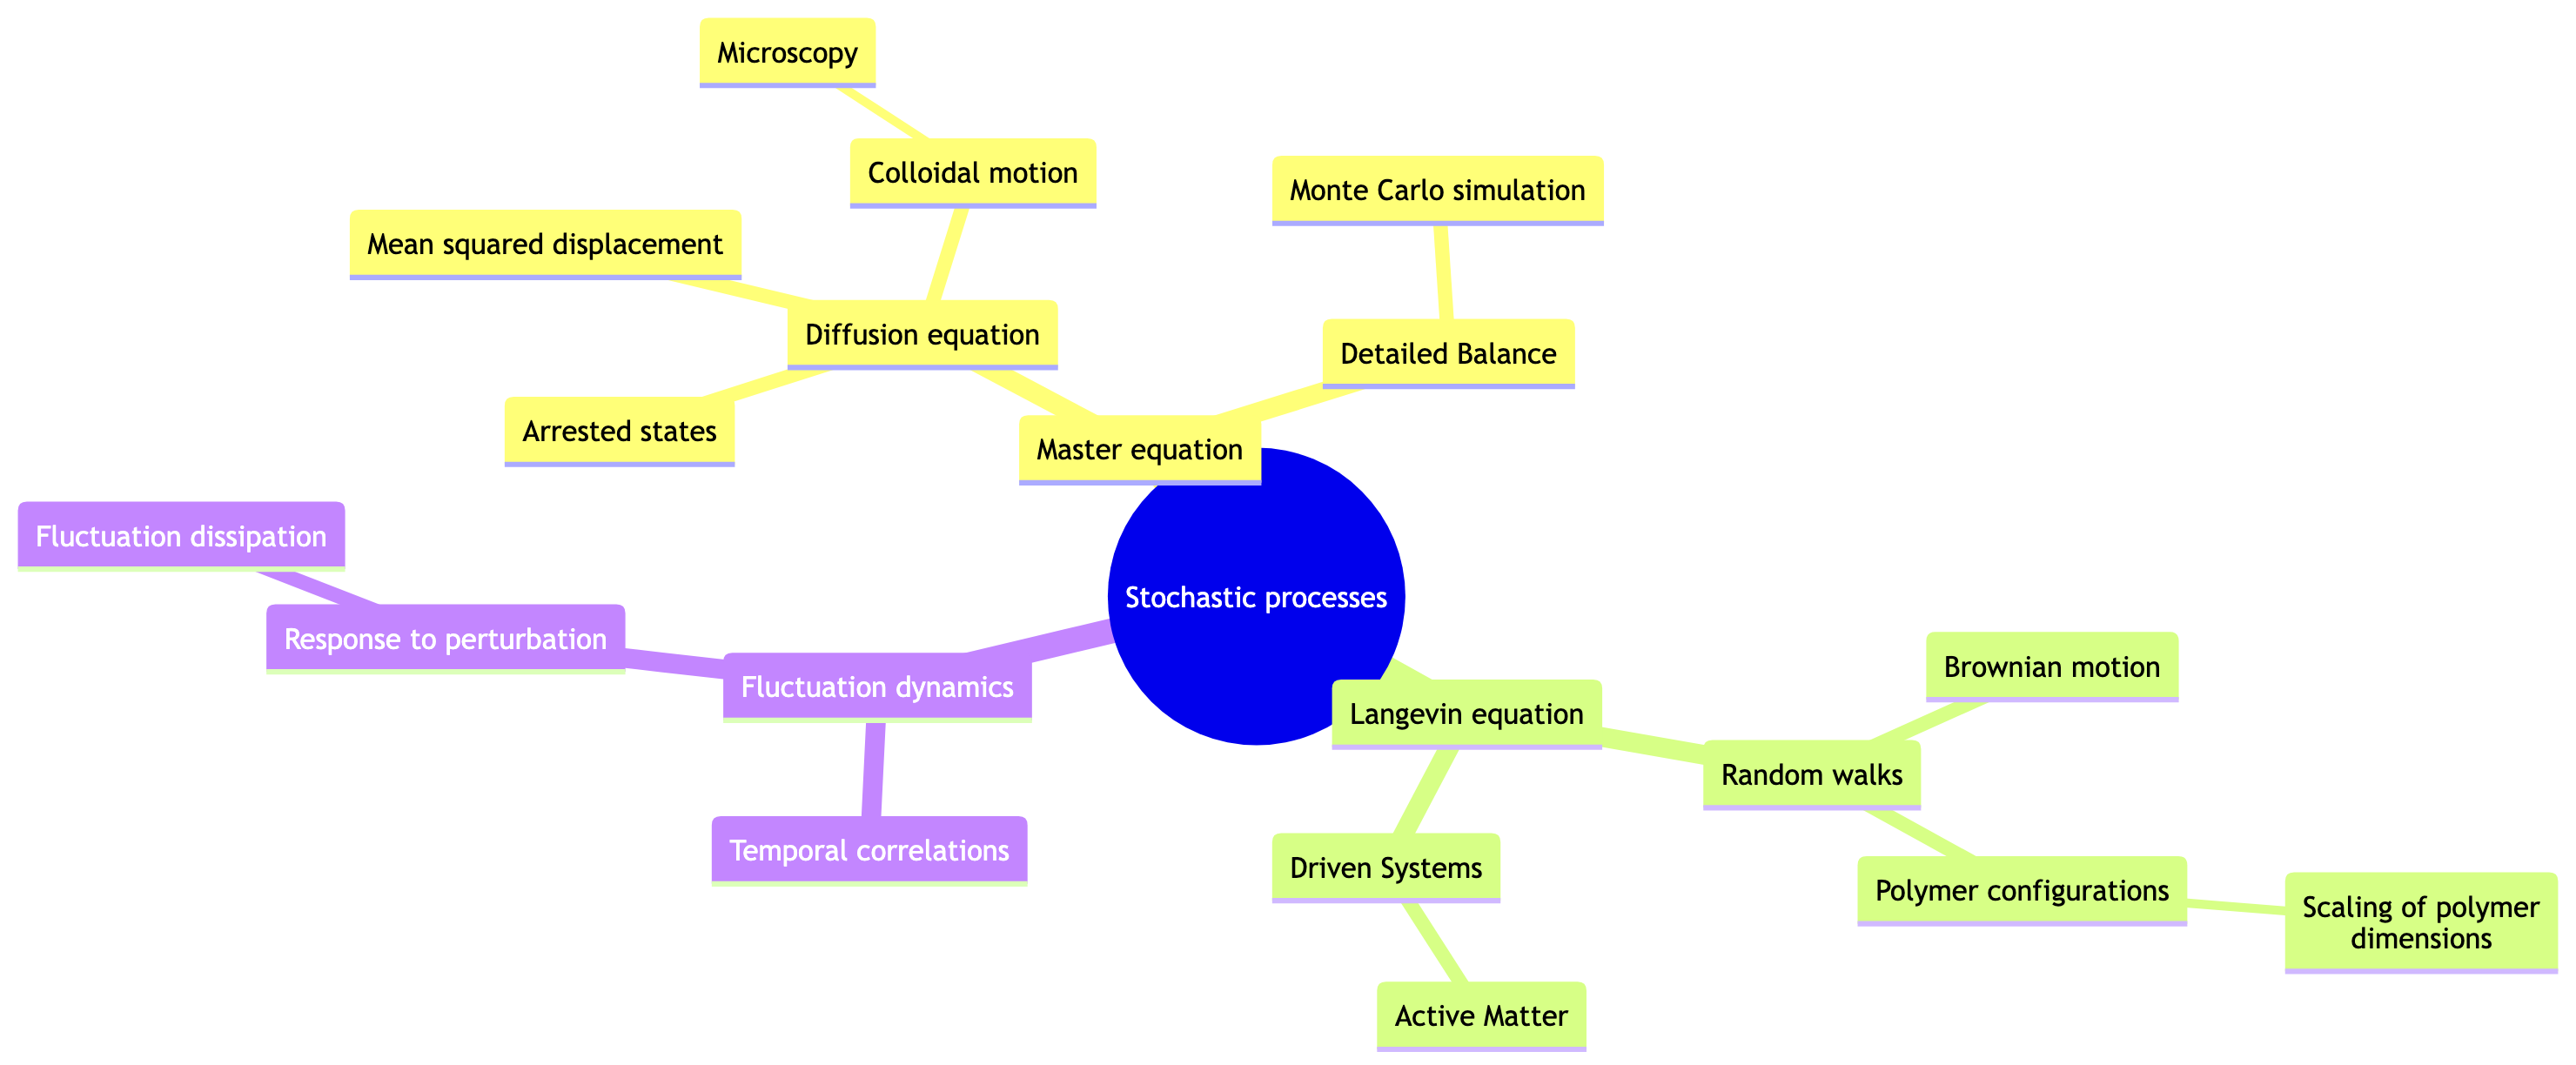 Microscopy
Colloidal motion
Monte Carlo simulation
Mean squared displacement
Diffusion equation
Detailed Balance
Arrested states
Master equation
Fluctuation dissipation
Stochastic processes
Response to perturbation
Brownian motion
Fluctuation dynamics
Langevin equation
Random walks
Temporal correlations
Driven Systems
Polymer configurations
Scaling of polymer
dimensions
Active Matter